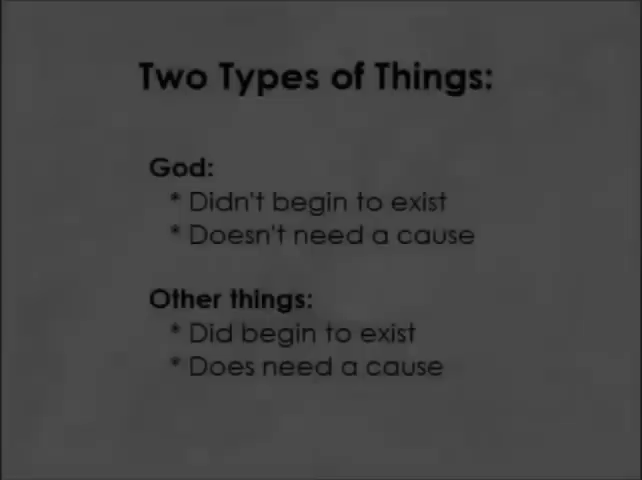 Two Types of Things:
God:
* Didn't begin to exist
* Doesn't need a cause
Other things:
* Did begin to exist
* Does need a cause